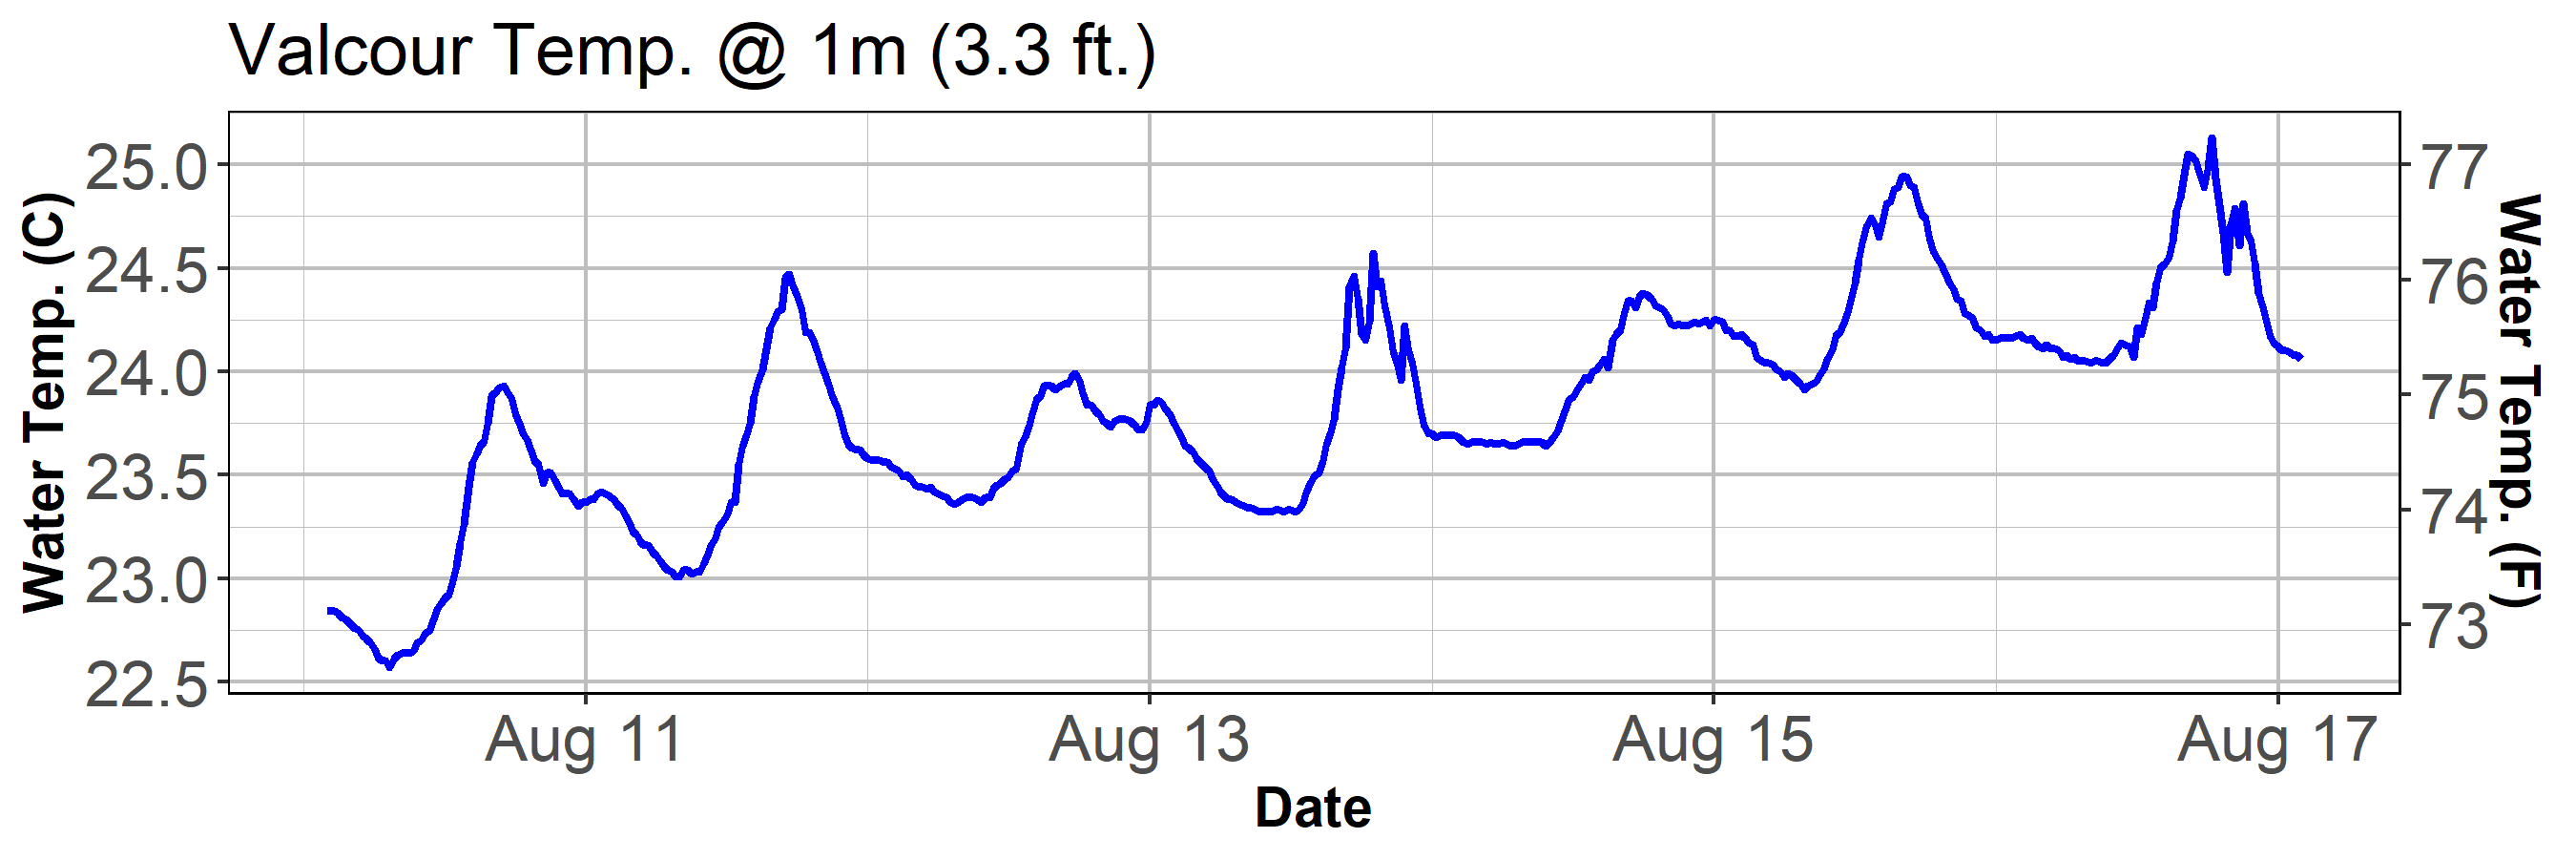 Valcour Temp. @ 1m (3.3 ft.)
Water Temp. (C)
25.0
24.5
24.0
23.5
23.0
22.5
77
76
75
74
73
Water Temp. (F)
Aug 11
Aug 13
Aug 15
Aug 17
Date